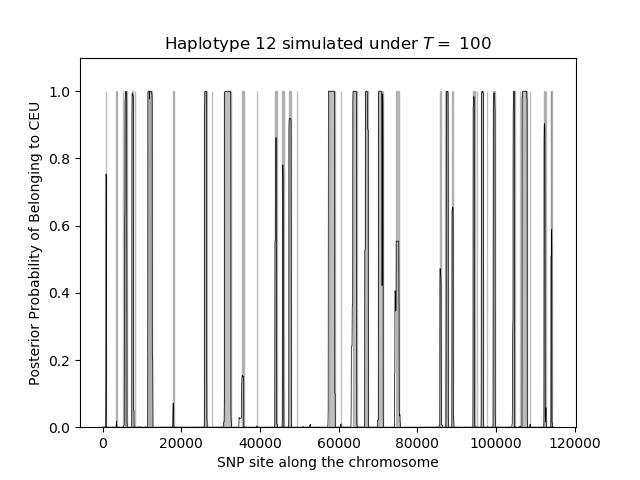 Haplotype 12 simulated under T = 100
Posterior Probability of Belonging to CEU
1.0
0.8
0.6
0.4
0.2
0.0
0 20000 40000 60000 80000 100000 120000
SNP site along the chromosome